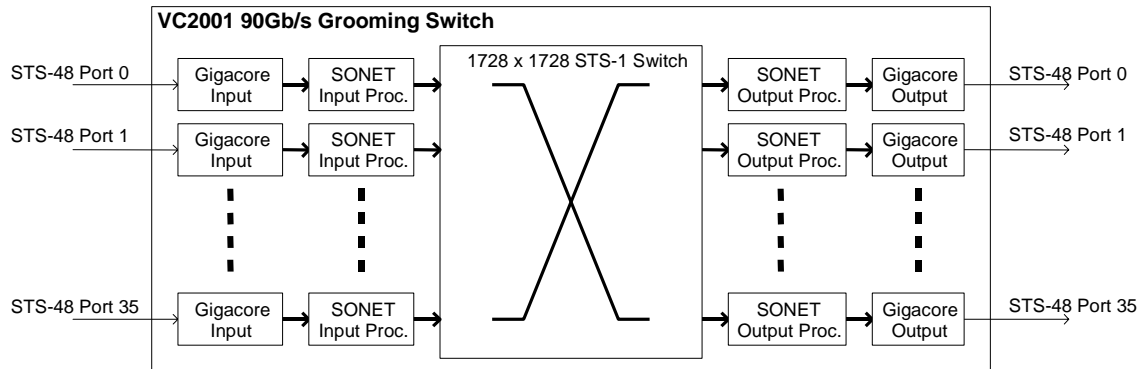 VC2001 90Gb/s Grooming Switch
STS-48 Port 0
Gigacore
Input
SONET
Input Proc.
1728 x 1728 STS-1 Switch
SONET
Output Proc.
Gigacore
Output
STS-48 Port 0
STS-48 Port 1
Gigacore
Input
SONET
Input Proc.
SONET
Output Proc.
Gigacore
Output
STS-48 Port 1
STS-48 Port 35
Gigacore
Input
SONET
Input Proc.
SONET
Output Proc.
Gigacore
Output
STS-48 Port 35